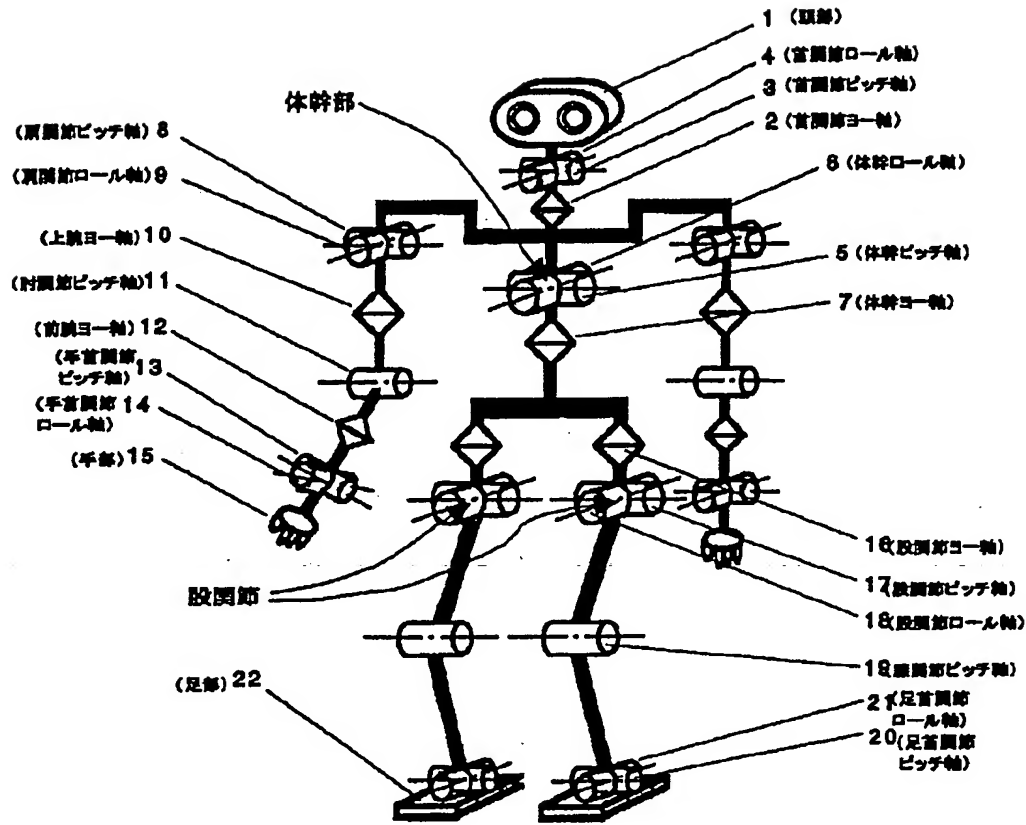 1 (頭部)
4 (首関節ロール軸)
3 (首関節ピッチ軸)
2 (首関節ヨー軸)
体幹部
6 (体幹ロール軸)
(肩関節ピッチ軸) 8
(肩関節ロール軸) 9
(上腕ヨー軸) 10
5 (体幹ピッチ軸)
(肘関節ピッチ軸) 11
7 (体幹ヨー軸)
(前腕ヨー軸) 12
(手首関節
ピッチ軸) 13
(手首関節 14
ロール軸)
(手部) 15
16 (股関節ヨー軸)
17 (股関節ピッチ軸)
股関節
18 (股関節ロール軸)
19 (膝関節ピッチ軸)
(足部) 22
21 (足首関節
ロール軸)
20 (足首関節
ピッチ軸)